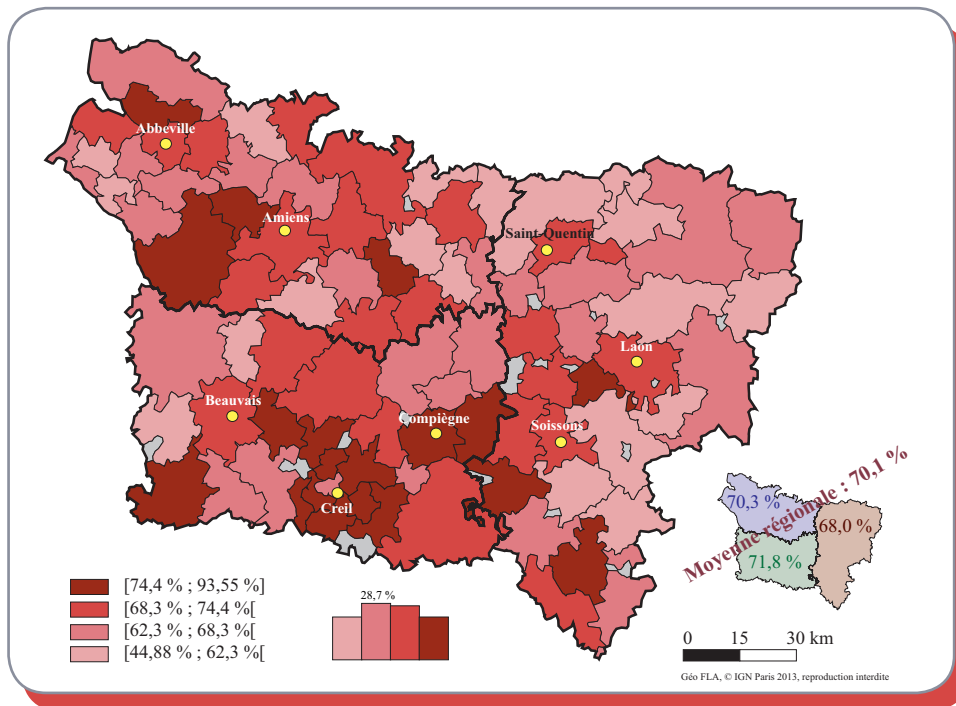 Abbeville
Amiens
Saint-Quentin
Laon
Beauvais
Compiègne
Soissons
Creil
[74,4 % ; 93,55 %]
[68,3 % ; 74,4 %[
[62,3 % ; 68,3 %[
[44,88 % ; 62,3 %[
28,7 %
Moyenne régionale : 70,1 %
70,3 %
68,0 %
71,8 %
0 15 30 km
Géo FLA, © IGN Paris 2013, reproduction interdite